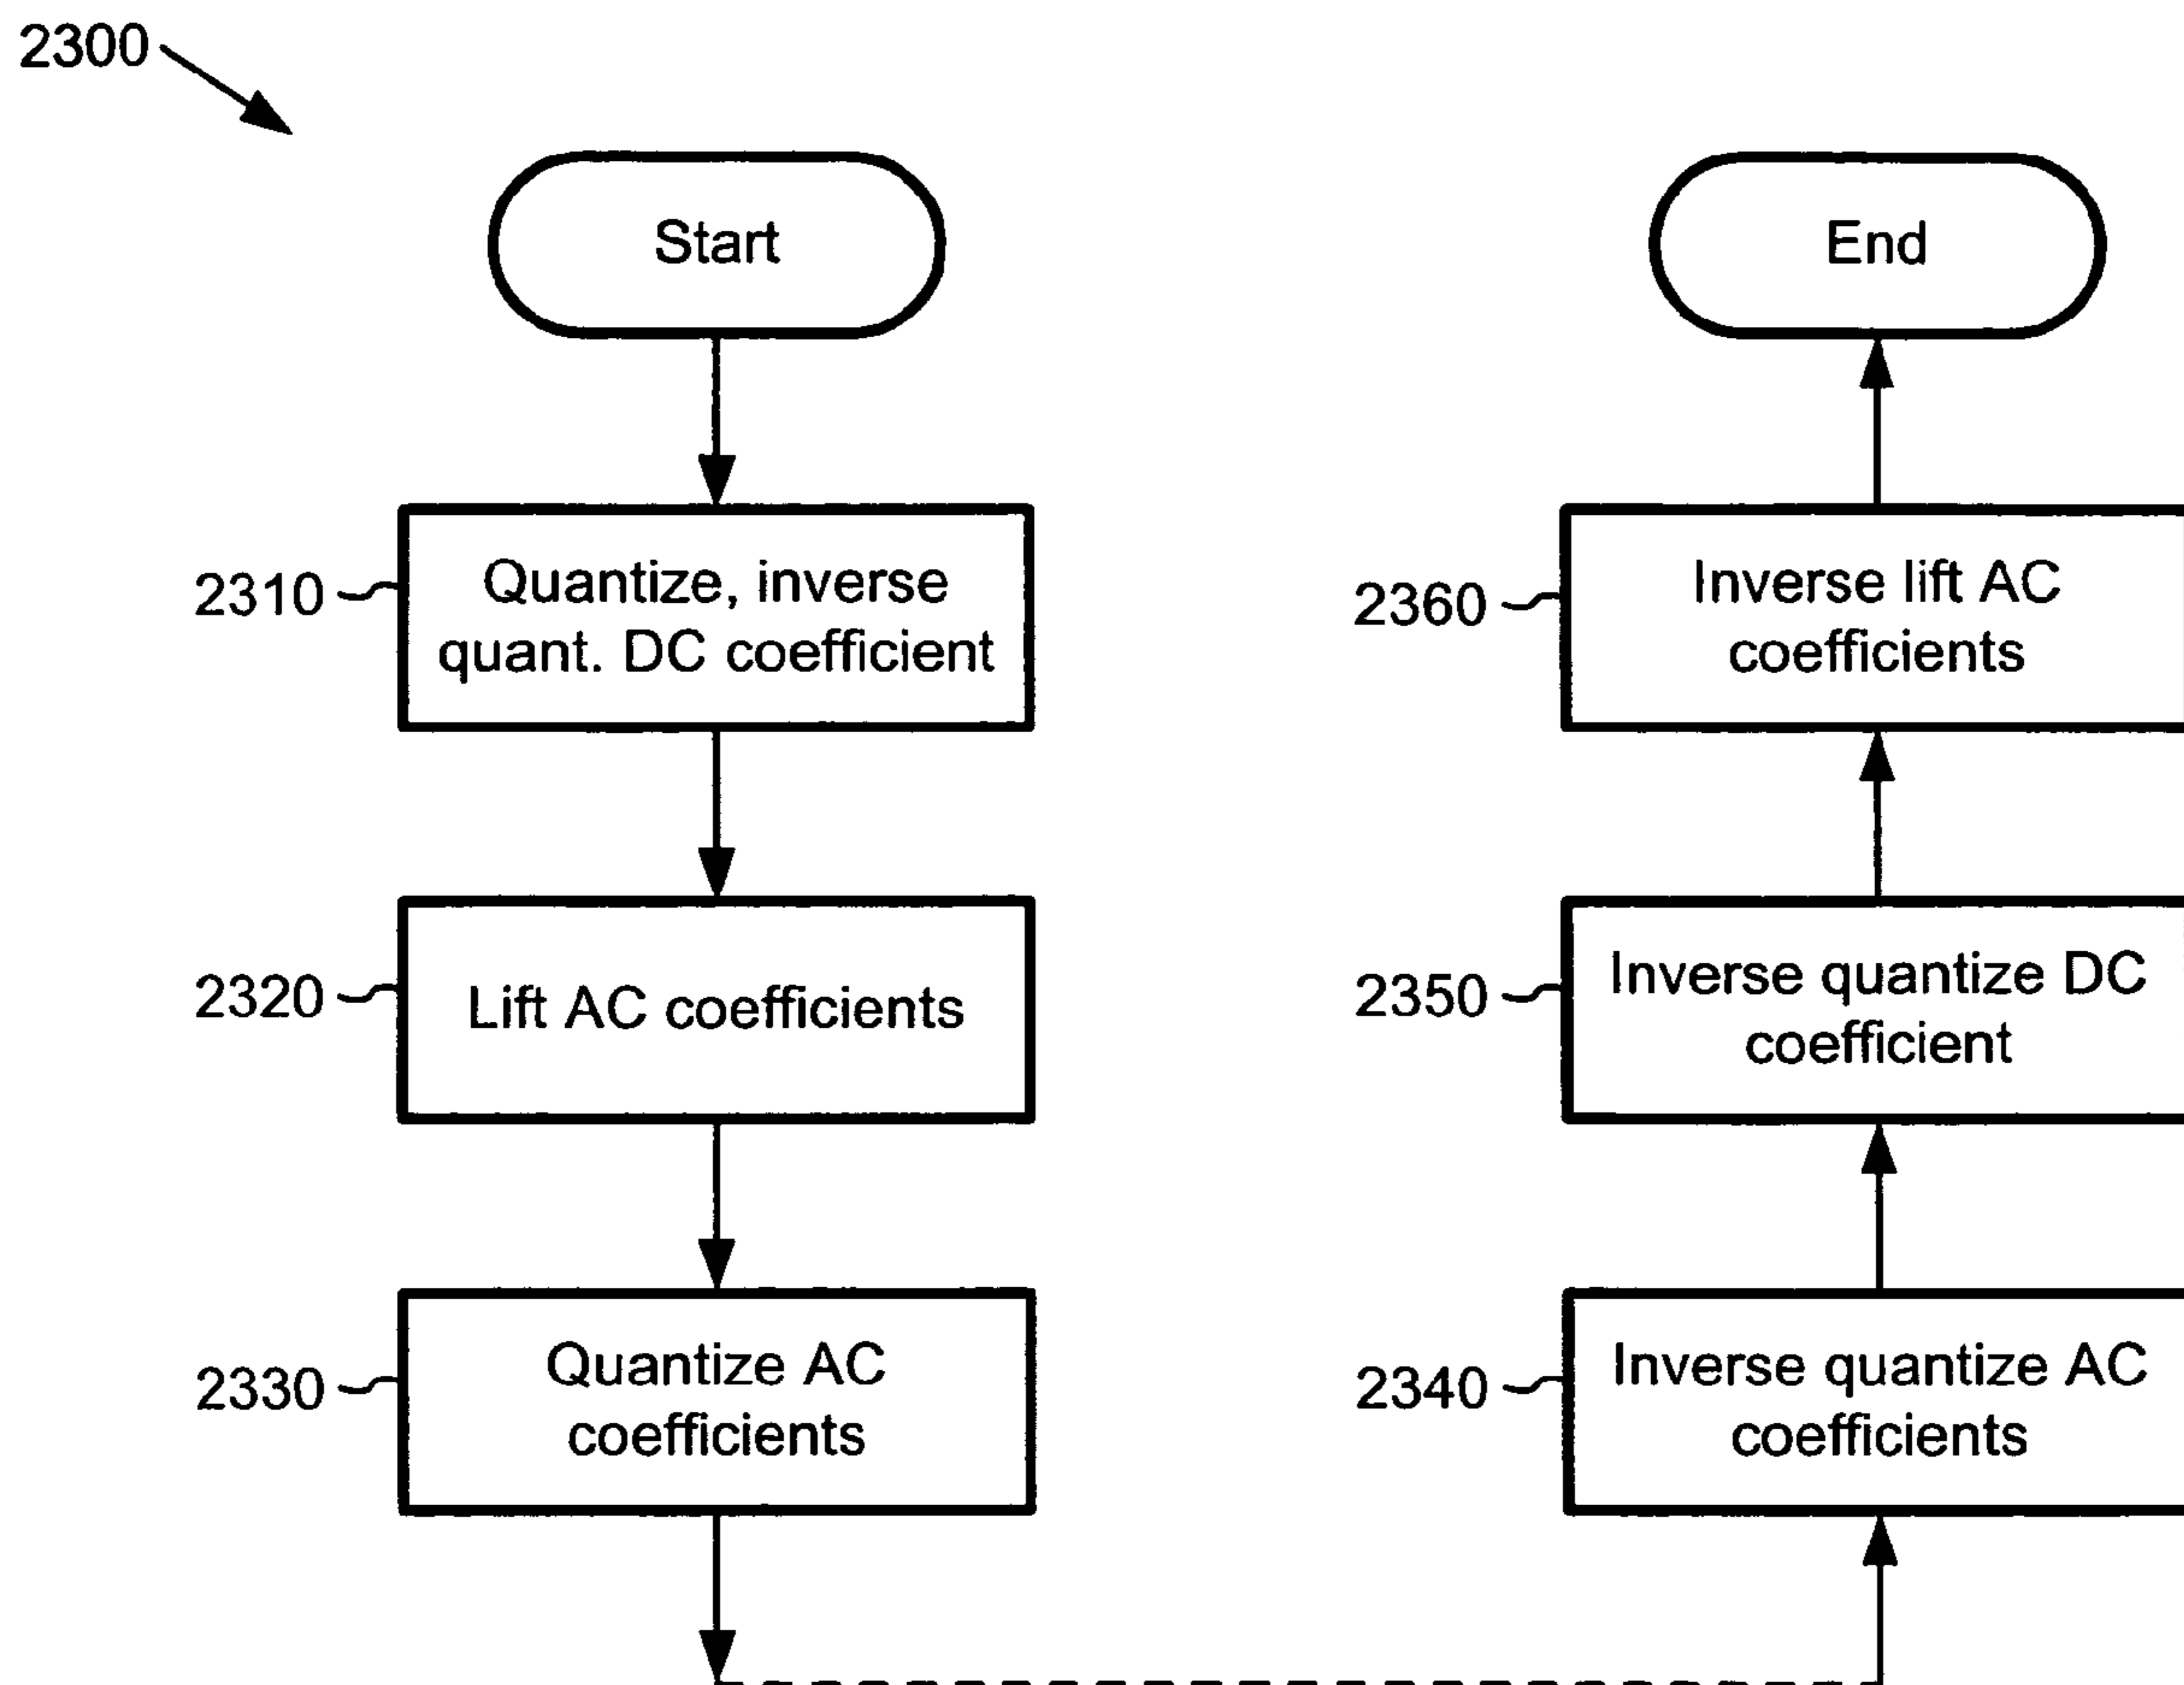 2300
Start
2310
Quantize, inverse
quant. DC coefficient
2320
Lift AC coefficients
2330
Quantize AC
coefficients
End
2360
Inverse lift AC
coefficients
2350
Inverse quantize DC
coefficient
2340
Inverse quantize AC
coefficients